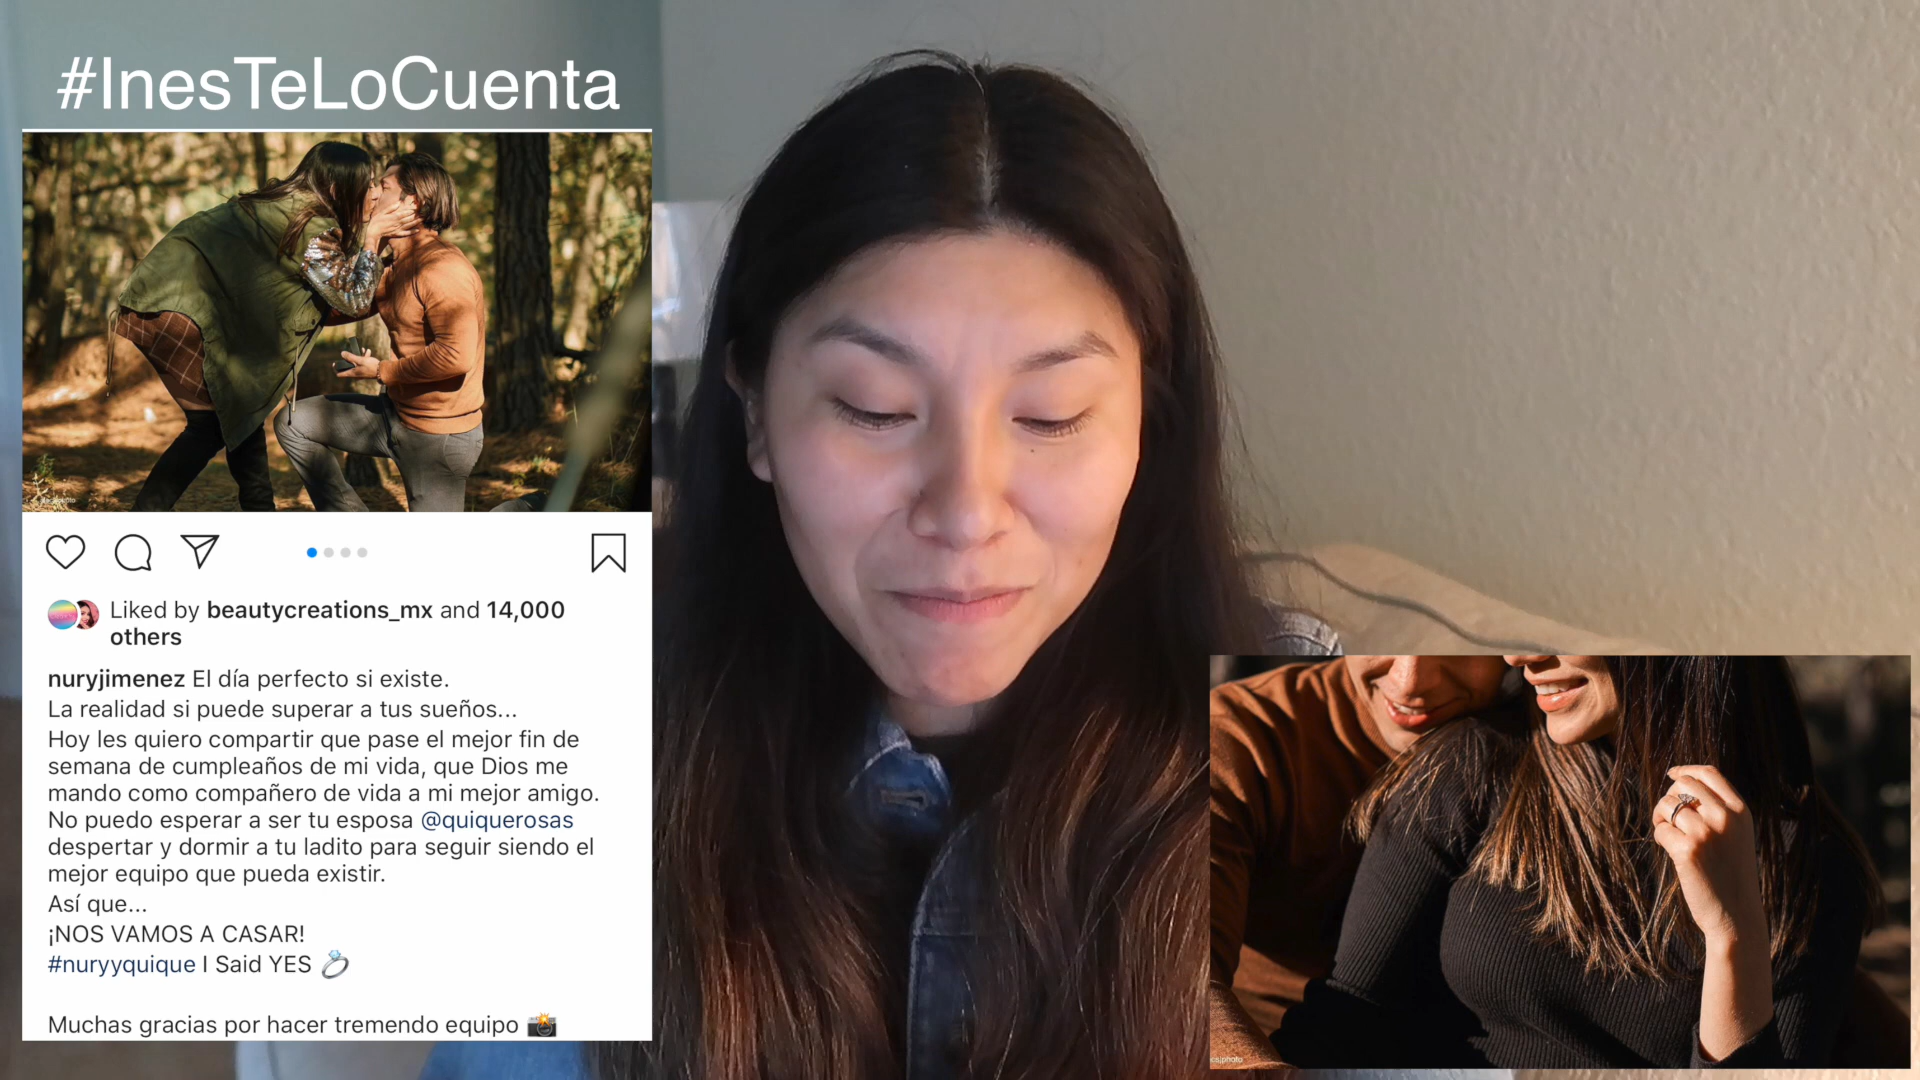 #InesTeLoCuenta
Liked by beautycreations_mx and 14,000
others
nuryjimenez El día perfecto si existe.
La realidad si puede superar a tus sueños...
Hoy les quiero compartir que pase el mejor fin de
semana de cumpleaños de mi vida, que Dios me
mando como compañero de vida a mi mejor amigo.
No puedo esperar a ser tu esposa @quiquerosas
despertar y dormir a tu ladito para seguir siendo el
mejor equipo que pueda existir.
Así que...
¡NOS VAMOS A CASAR!
#nuryyquique I Said YES 💍
Muchas gracias por hacer tremendo equipo 📸